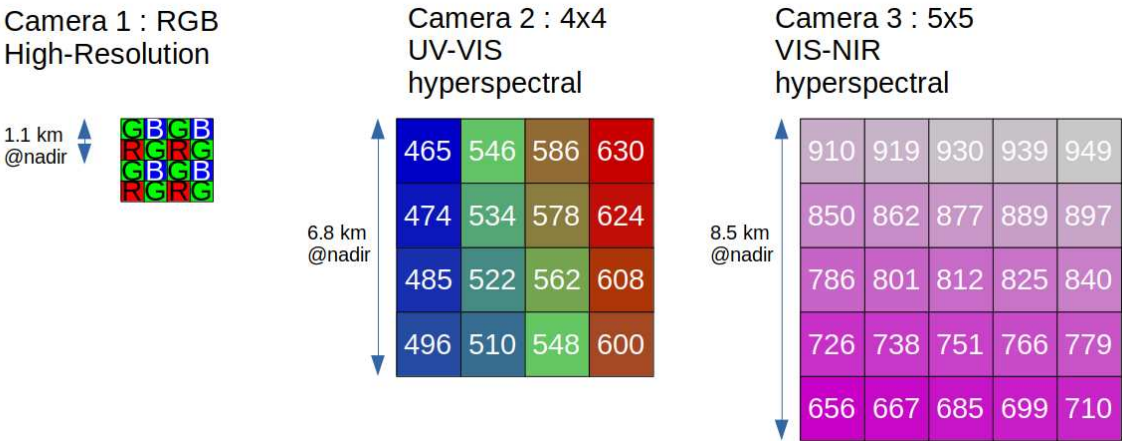 Camera 1 : RGB
High-Resolution
1.1 km
@nadir
G B G B
R G R G
G B G B
R G R G
Camera 2 : 4x4
UV-VIS
hyperspectral
6.8 km
@nadir
465 546 586 630
474 534 578 624
485 522 562 608
496 510 548 600
Camera 3 : 5x5
VIS-NIR
hyperspectral
8.5 km
@nadir
910 919 930 939 949
850 862 877 889 897
786 801 812 825 840
726 738 751 766 779
656 667 685 699 710